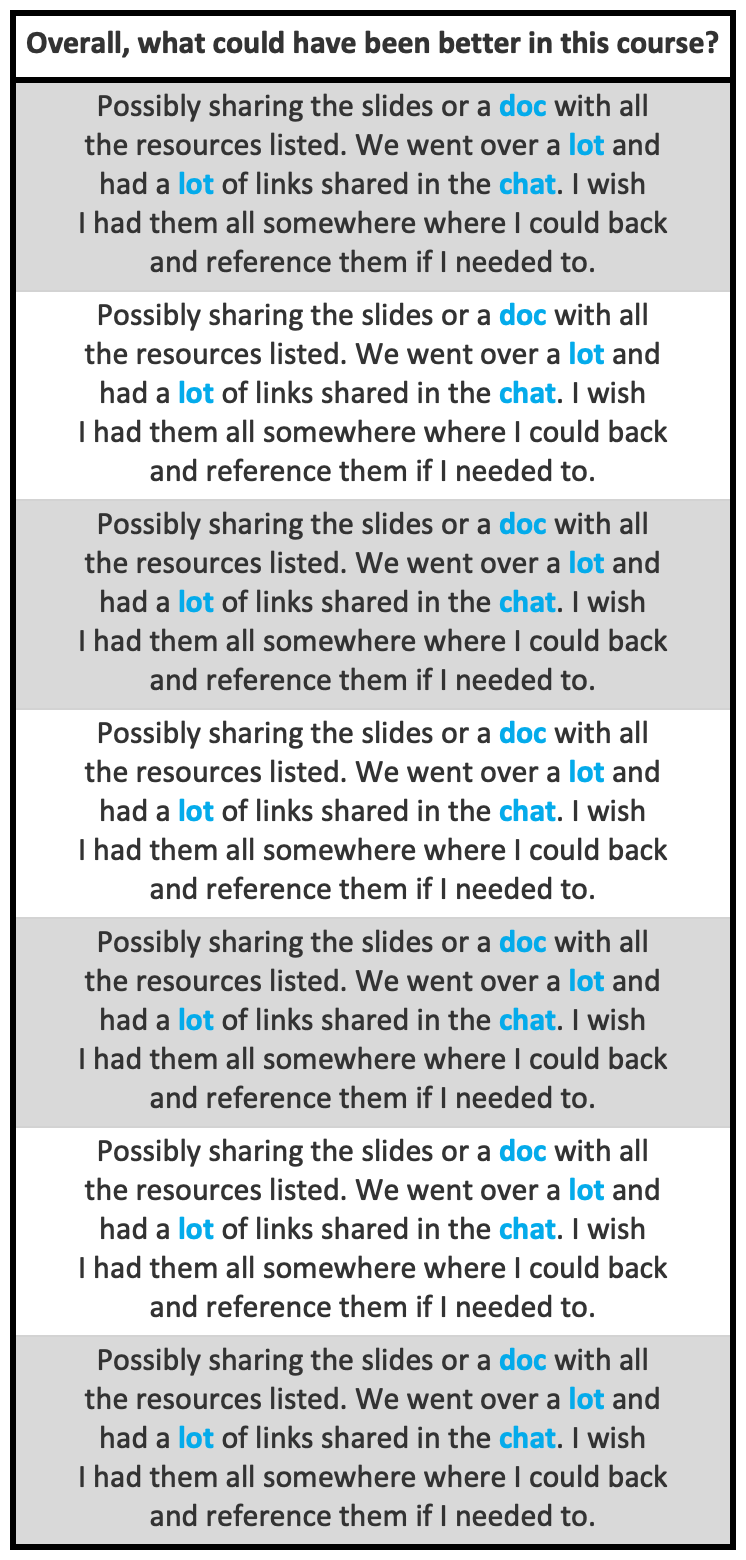 Overall, what could have been better in this course?
Possibly sharing the slides or a doc with all
the resources listed. We went over a lot and
had a lot of links shared in the chat. I wish
I had them all somewhere where I could back
and reference them if I needed to.
Possibly sharing the slides or a doc with all
the resources listed. We went over a lot and
had a lot of links shared in the chat. I wish
I had them all somewhere where I could back
and reference them if I needed to.
Possibly sharing the slides or a doc with all
the resources listed. We went over a lot and
had a lot of links shared in the chat. I wish
I had them all somewhere where I could back
and reference them if I needed to.
Possibly sharing the slides or a doc with all
the resources listed. We went over a lot and
had a lot of links shared in the chat. I wish
I had them all somewhere where I could back
and reference them if I needed to.
Possibly sharing the slides or a doc with all
the resources listed. We went over a lot and
had a lot of links shared in the chat. I wish
I had them all somewhere where I could back
and reference them if I needed to.
Possibly sharing the slides or a doc with all
the resources listed. We went over a lot and
had a lot of links shared in the chat. I wish
I had them all somewhere where I could back
and reference them if I needed to.
Possibly sharing the slides or a doc with all
the resources listed. We went over a lot and
had a lot of links shared in the chat. I wish
I had them all somewhere where I could back
and reference them if I needed to.